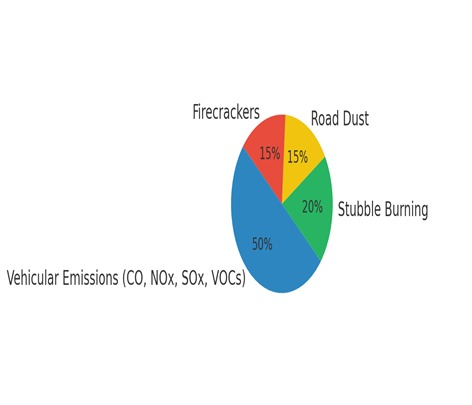 Firecrackers
Road Dust
15%
15%
20%
Stubble Burning
50%
Vehicular Emissions (CO, NOx, SOx, VOCs)